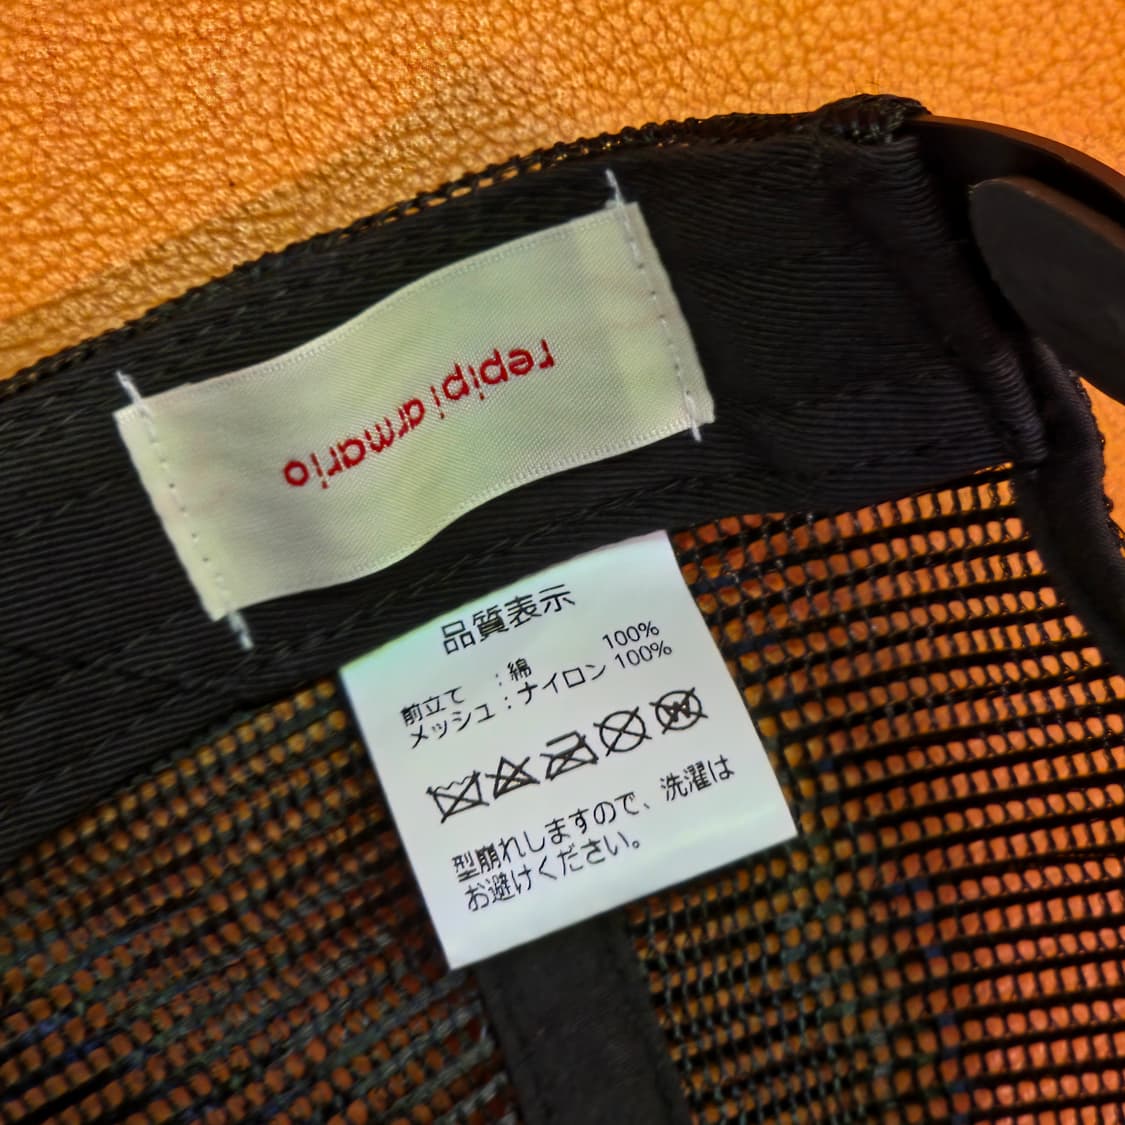 repipi armario
品質表示
前立て　：綿　100%
メッシュ：ナイロン 100%
型崩れしますので、洗濯は
お避けください。